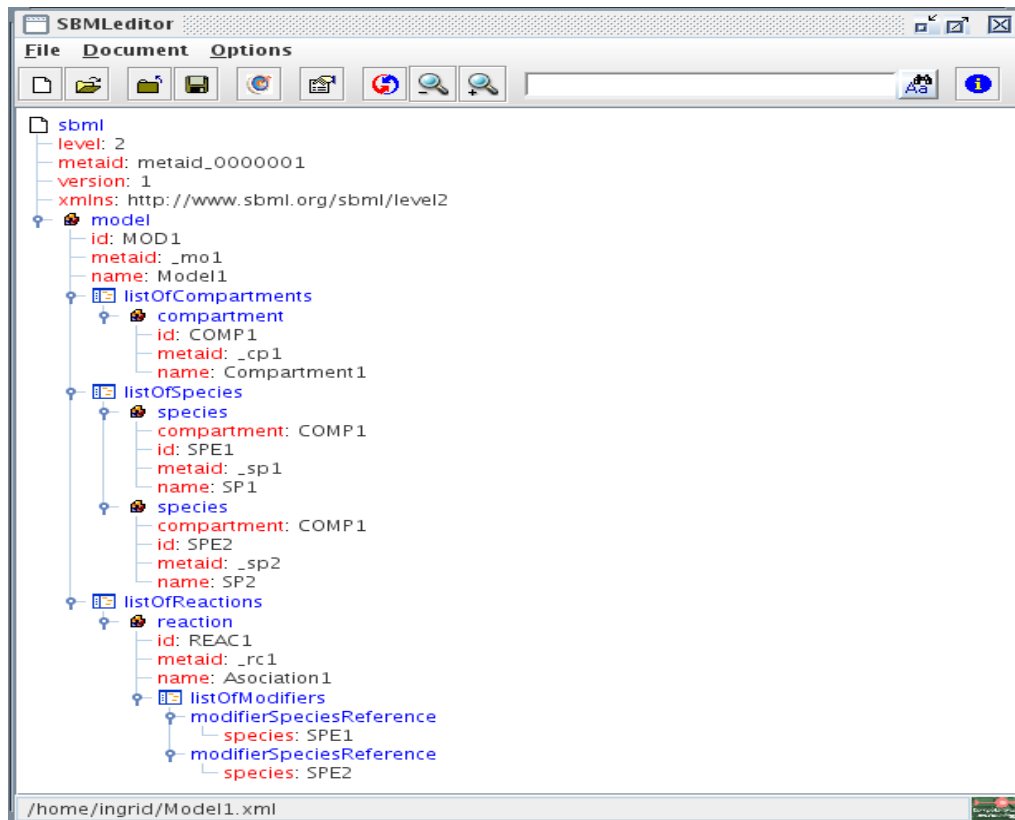 SBMLeditor
File Document Options
Aa
sbml
level: 2
metaid: metaid_0000001
version: 1
xmlns: http://www.sbml.org/sbml/level2
model
id: MOD1
metaid: _mo1
name: Model1
listOfCompartments
compartment
id: COMP1
metaid: _cp1
name: Compartment1
listOfSpecies
species
compartment: COMP1
id: SPE1
metaid: _sp1
name: SP1
species
compartment: COMP1
id: SPE2
metaid: _sp2
name: SP2
listOfReactions
reaction
id: REAC1
metaid: _rc1
name: Asociation1
listOfModifiers
modifierSpeciesReference
species: SPE1
modifierSpeciesReference
species: SPE2
/home/ingrid/Model1.xml